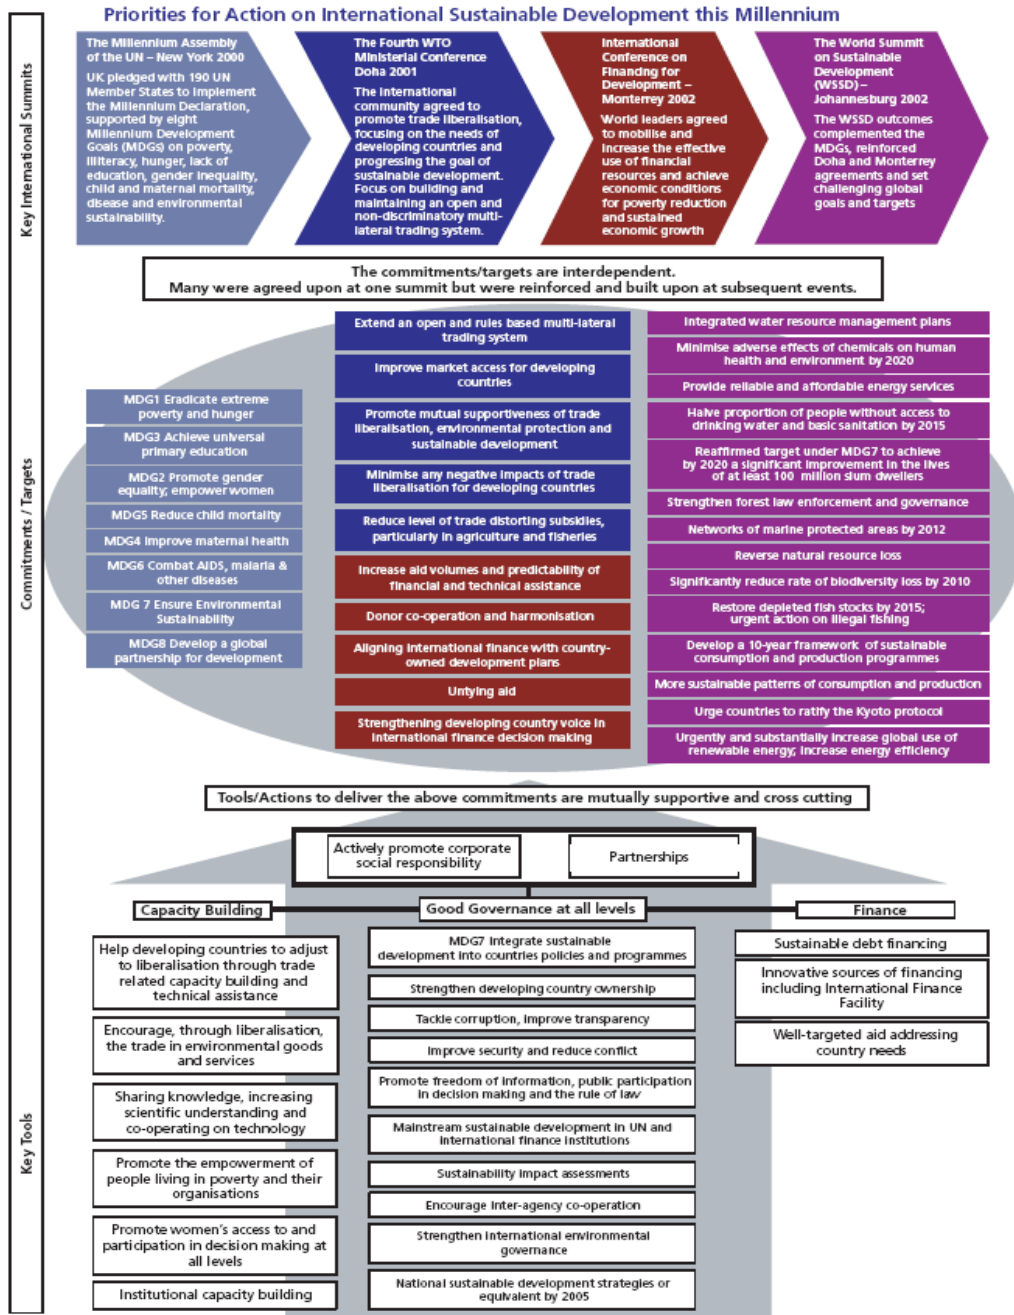 Priorities for Action on International Sustainable Development this Millennium
Key International Summits
The Millennium Assembly
of the UN – New York 2000
UK pledged with 190 UN
Member States to implement
the Millennium Declaration,
supported by eight
Millennium Development
Goals (MDGs) on poverty,
illiteracy, hunger, lack of
education, gender inequality,
child and maternal mortality,
disease and environmental
sustainability.
The Fourth WTO
Ministerial Conference
Doha 2001
The international
community agreed to
promote trade liberalisation,
focusing on the needs of
developing countries and
progressing the goal of
sustainable development.
Focus on building and
maintaining an open and
non-discriminatory multi-
lateral trading system.
International
Conference on
Financing for
Development –
Monterrey 2002
World leaders agreed
to mobilise and
increase the effective
use of financial
resources and achieve
economic conditions
for poverty reduction
and sustained
economic growth
The World Summit
on Sustainable
Development
(WSSD) –
Johannesburg 2002
The WSSD outcomes
complemented the
MDGs, reinforced
Doha and Monterrey
agreements and set
challenging global
goals and targets
The commitments/targets are interdependent.
Many were agreed upon at one summit but were reinforced and built upon at subsequent events.
Commitments / Targets
MDG1 Eradicate extreme
poverty and hunger
MDG3 Achieve universal
primary education
MDG2 Promote gender
equality; empower women
MDG5 Reduce child mortality
MDG4 Improve maternal health
MDG6 Combat AIDS, malaria &
other diseases
MDG 7 Ensure Environmental
Sustainability
MDG8 Develop a global
partnership for development
Extend an open and rules based multi-lateral
trading system
Improve market access for developing
countries
Promote mutual supportiveness of trade
liberalisation, environmental protection and
sustainable development
Minimise any negative impacts of trade
liberalisation for developing countries
Reduce level of trade distorting subsidies,
particularly in agriculture and fisheries
Increase aid volumes and predictability of
financial and technical assistance
Donor co-operation and harmonisation
Aligning international finance with country-
owned development plans
Untying aid
Strengthening developing country voice in
international finance decision making
Integrated water resource management plans
Minimise adverse effects of chemicals on human
health and environment by 2020
Provide reliable and affordable energy services
Halve proportion of people without access to
drinking water and basic sanitation by 2015
Reaffirmed target under MDG7 to achieve
by 2020 a significant improvement in the lives
of at least 100 million slum dwellers
Strengthen forest law enforcement and governance
Networks of marine protected areas by 2012
Reverse natural resource loss
Significantly reduce rate of biodiversity loss by 2010
Restore depleted fish stocks by 2015;
urgent action on illegal fishing
Develop a 10-year framework of sustainable
consumption and production programmes
More sustainable patterns of consumption and production
Urge countries to ratify the Kyoto protocol
Urgently and substantially increase global use of
renewable energy; increase energy efficiency
Tools/Actions to deliver the above commitments are mutually supportive and cross cutting
Key Tools
Actively promote corporate
social responsibility
Partnerships
Capacity Building
Good Governance at all levels
Finance
Help developing countries to adjust
to liberalisation through trade
related capacity building and
technical assistance
Encourage, through liberalisation,
the trade in environmental goods
and services
Sharing knowledge, increasing
scientific understanding and
co-operating on technology
Promote the empowerment of
people living in poverty and their
organisations
Promote women's access to and
participation in decision making at
all levels
Institutional capacity building
MDG7 Integrate sustainable
development into countries policies and programmes
Strengthen developing country ownership
Tackle corruption, improve transparency
Improve security and reduce conflict
Promote freedom of information, public participation
in decision making and the rule of law
Mainstream sustainable development in UN and
international finance institutions
Sustainability impact assessments
Encourage inter-agency co-operation
Strengthen international environmental
governance
National sustainable development strategies or
equivalent by 2005
Sustainable debt financing
Innovative sources of financing
including International Finance
Facility
Well-targeted aid addressing
country needs